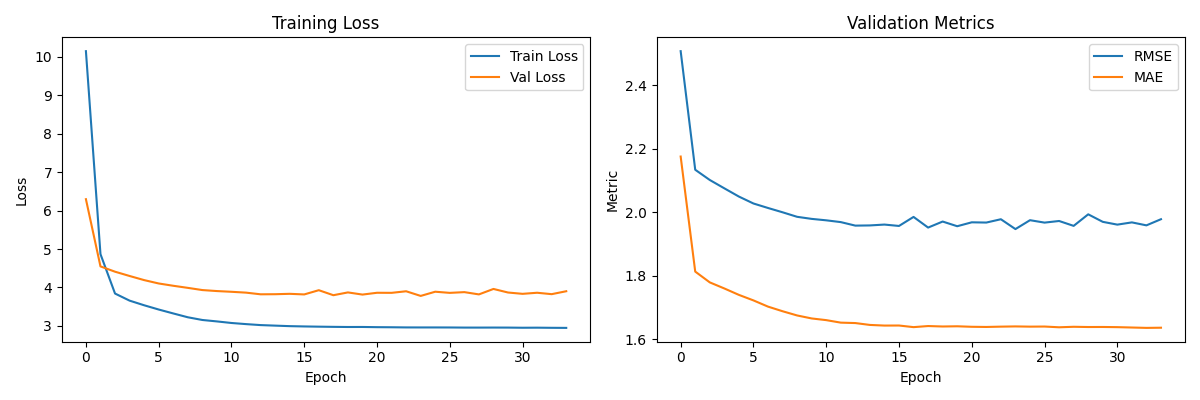 Training Loss
10
9
8
7
6
5
4
3
Loss
0
5
10
15
20
25
30
Epoch
Train Loss
Val Loss
Validation Metrics
2.4
2.2
2.0
1.8
1.6
Metric
0
5
10
15
20
25
30
Epoch
RMSE
MAE